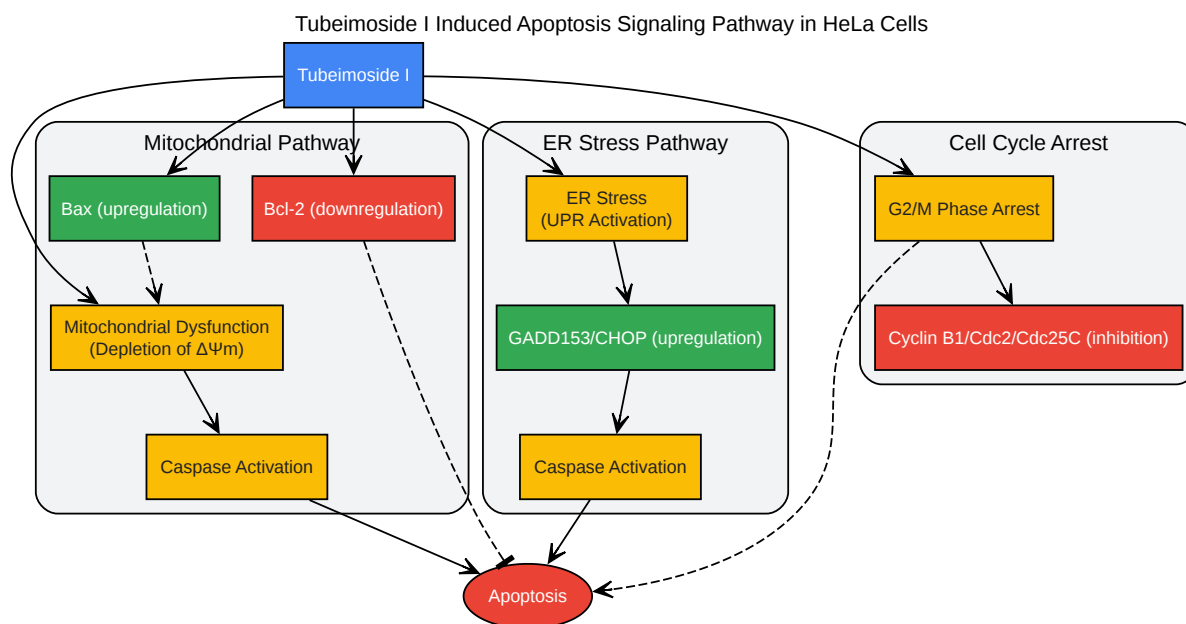 Tubeimoside I Induced Apoptosis Signaling Pathway in HeLa Cells
Tubeimoside I
Mitochondrial Pathway
ER Stress Pathway
Cell Cycle Arrest
Bax (upregulation)
Bcl-2 (downregulation)
ER Stress
(UPR Activation)
G2/M Phase Arrest
Mitochondrial Dysfunction
(Depletion of ΔΨm)
GADD153/CHOP (upregulation)
Cyclin B1/Cdc2/Cdc25C (inhibition)
Caspase Activation
Caspase Activation
Apoptosis